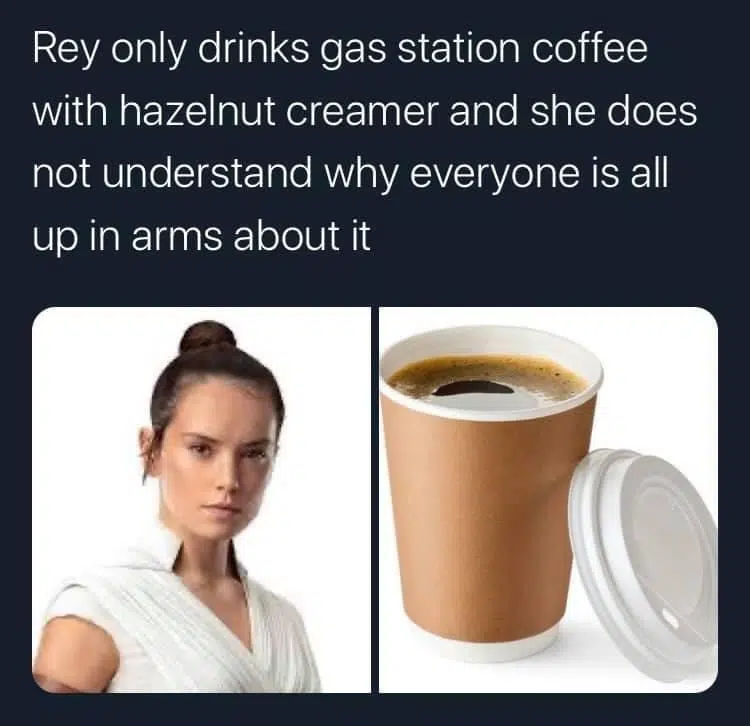 Rey only drinks gas station coffee
with hazelnut creamer and she does
not understand why everyone is all
up in arms about it